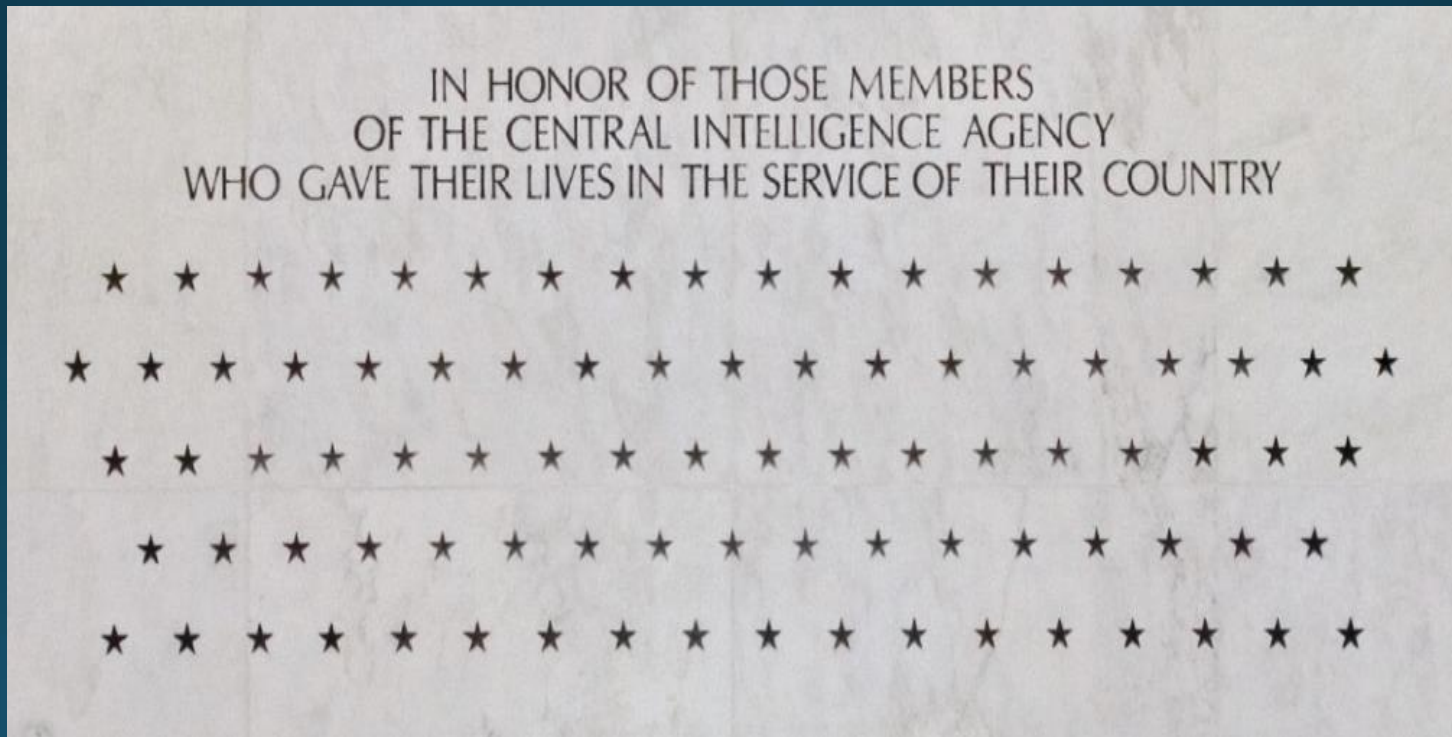 IN HONOR OF THOSE MEMBERS
OF THE CENTRAL INTELLIGENCE AGENCY
WHO GAVE THEIR LIVES IN THE SERVICE OF THEIR COUNTRY